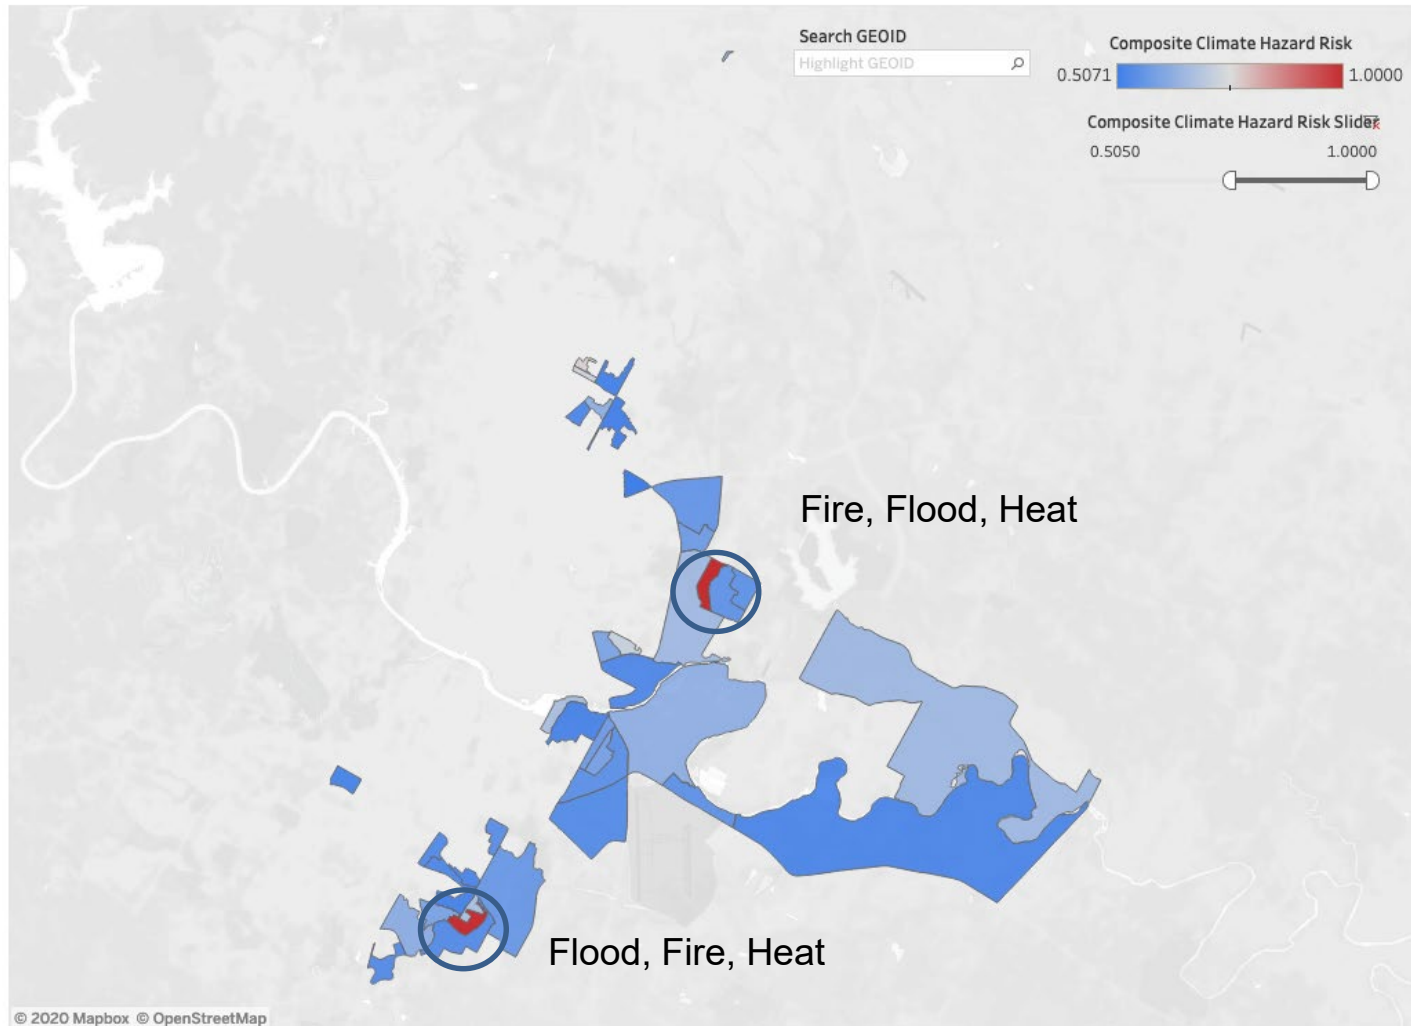 Search GEOID
Highlight GEOID
Composite Climate Hazard Risk
0.5071 1.0000
Composite Climate Hazard Risk Slider
0.5050 1.0000
Fire, Flood, Heat
Flood, Fire, Heat
© 2020 Mapbox © OpenStreetMap